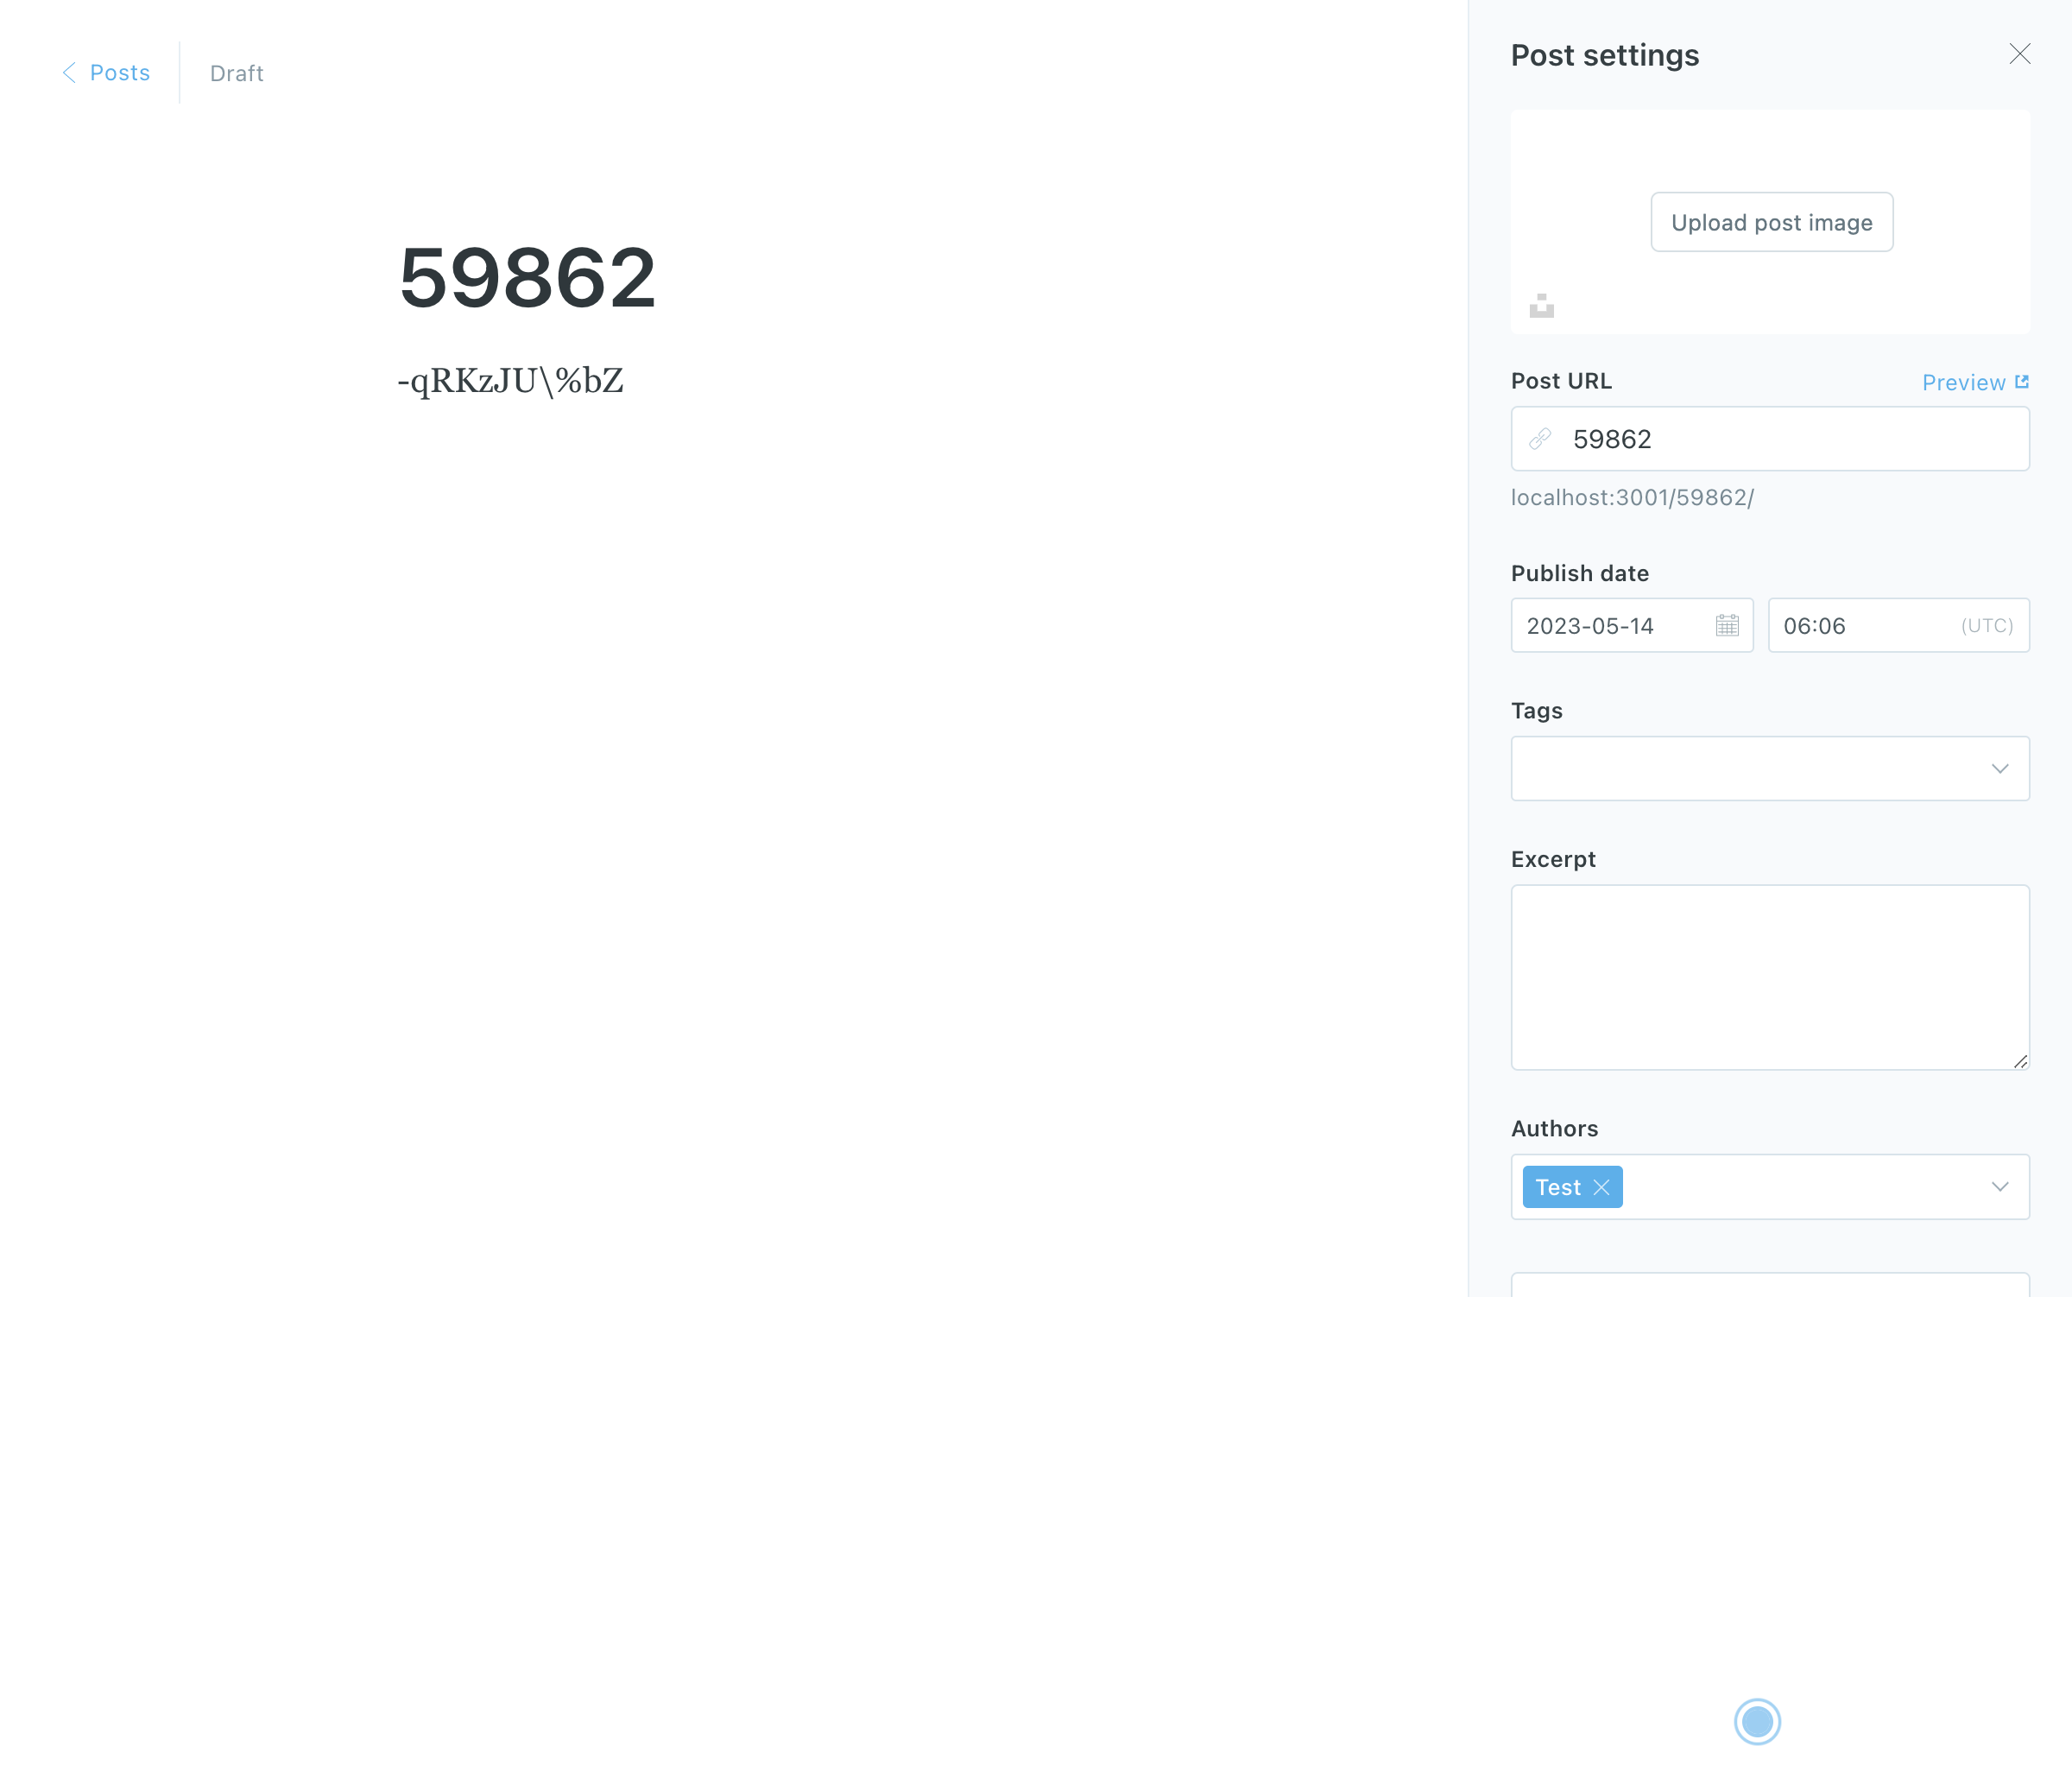 Posts
Draft
59862
-qRKzJU\%bZ
Post settings
Upload post image
Post URL
Preview
59862
localhost:3001/59862/
Publish date
2023-05-14
06:06
(UTC)
Tags
Excerpt
Authors
Test